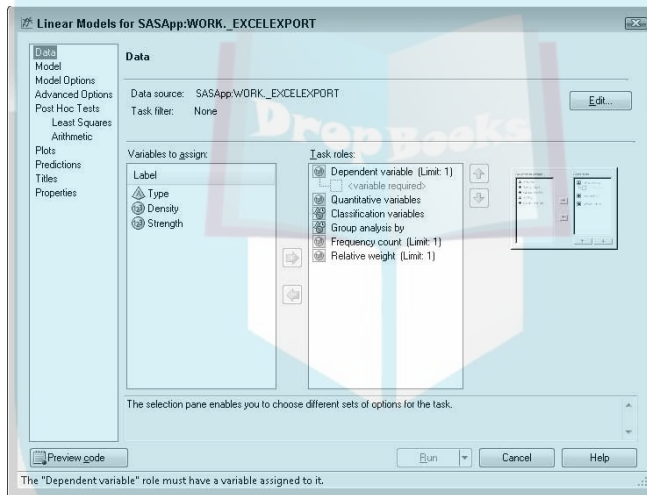 Linear Models for SASApp:WORK._EXCELEXPORT
Data
Model
Model Options
Advanced Options
Post Hoc Tests
Least Squares
Arithmetic
Plots
Predictions
Titles
Properties
Data
Data source: SASApp:WORK._EXCELEXPORT
Task filter: None
Edit...
Drop Books
Variables to assign:
Label
Type
Density
Strength
Task roles:
Dependent variable (Limit: 1)
<variable required>
Quantitative variables
Classification variables
Group analysis by
Frequency count (Limit: 1)
Relative weight (Limit: 1)
The selection pane enables you to choose different sets of options for the task.
Preview code
Run
Cancel
Help
The "Dependent variable" role must have a variable assigned to it.